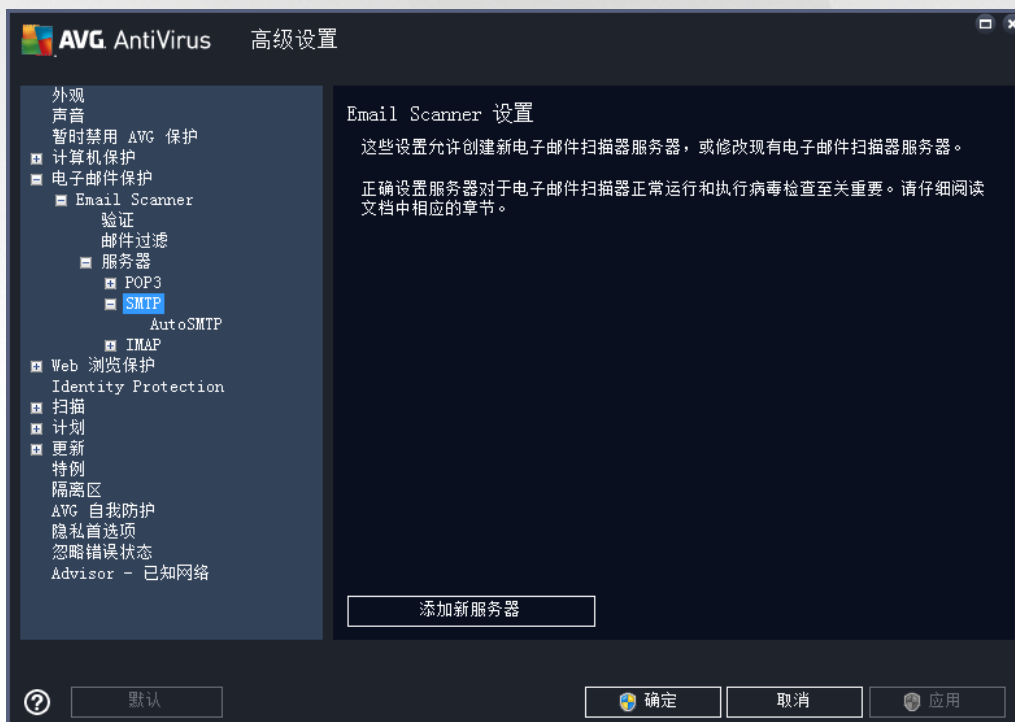 AVG AntiVirus 高级设置
外观
声音
暂时禁用 AVG 保护
计算机保护
电子邮件保护
Email Scanner
验证
邮件过滤
服务器
POP3
SMTP
AutoSMTP
IMAP
Web 浏览保护
Identity Protection
扫描
计划
更新
特例
隔离区
AVG 自我防护
隐私首选项
忽略错误状态
Advisor - 已知网络
Email Scanner 设置
这些设置允许创建新电子邮件扫描器服务器，或修改现有电子邮件扫描器服务器。
正确设置服务器对于电子邮件扫描器正常运行和执行病毒检查至关重要。请仔细阅读
文档中相应的章节。
添加新服务器
默认
确定
取消
应用